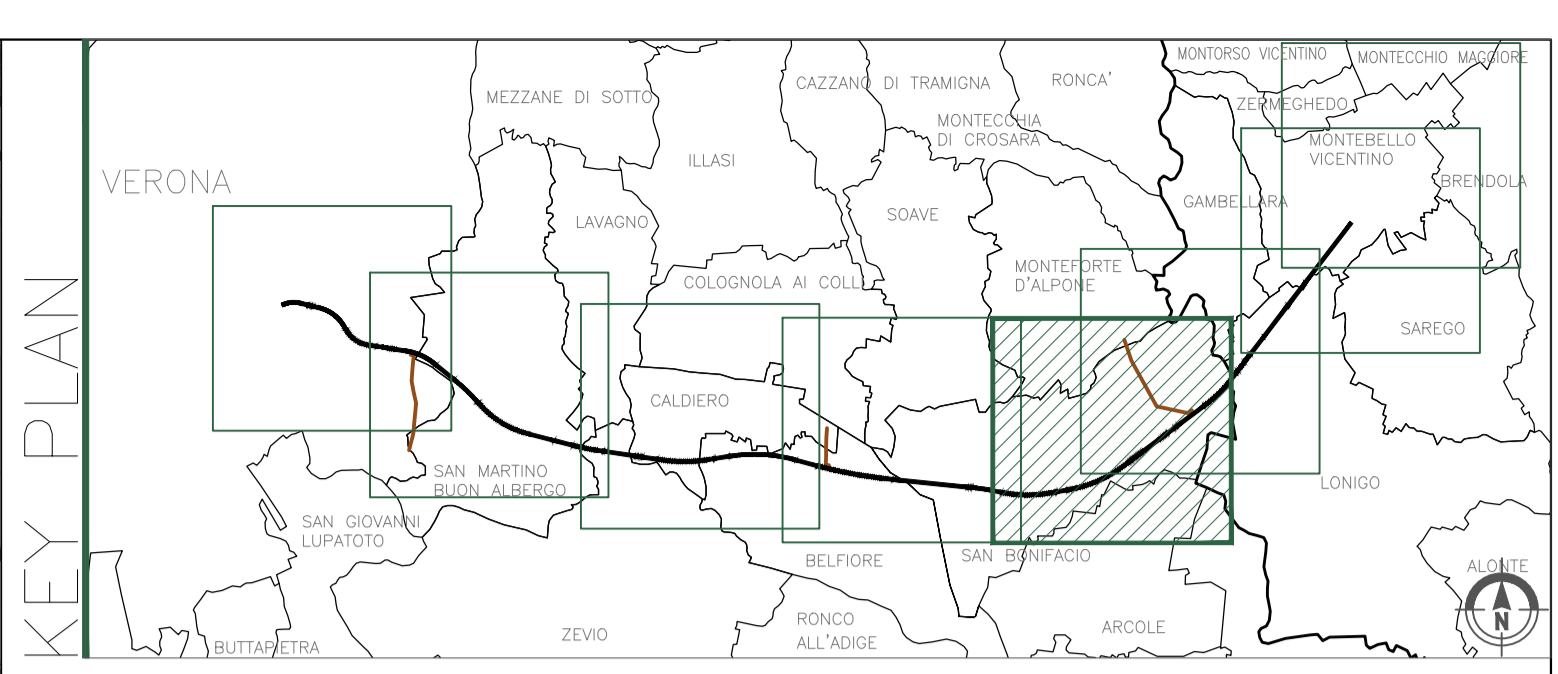 KEY PLAN
VERONA
MEZZANE DI SOTTO
CAZZANO DI TRAMIGNA
RONCA'
MONTORSO VICENTINO
MONTECCHIO MAGGIORE
ZERMEGHEDO
MONTECCHIA
DI CROSARA
MONTEBELLO
VICENTINO
ILLASI
BRENDOLA
LAVAGNO
SOAVE
GAMBELLARA
COLOGNOLA AI COLLI
MONTEFORTE
D'ALPONE
SAREGO
CALDIERO
SAN MARTINO
BUON ALBERGO
LONIGO
SAN GIOVANNI
LUPATOTO
BELFIORE
SAN BONIFACIO
ALONTE
BUTTAPIETRA
ZEVIO
RONCO
ALL'ADIGE
ARCOLE
N